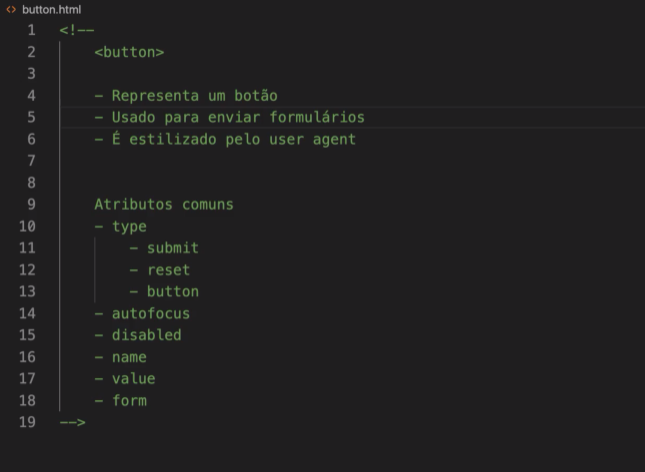 <> button.html
1 <!--
2 <button>
3
4 - Representa um botão
5 - Usado para enviar formulários
6 - É estilizado pelo user agent
7
8
9 Atributos comuns
10 - type
11 - submit
12 - reset
13 - button
14 - autofocus
15 - disabled
16 - name
17 - value
18 - form
19 -->